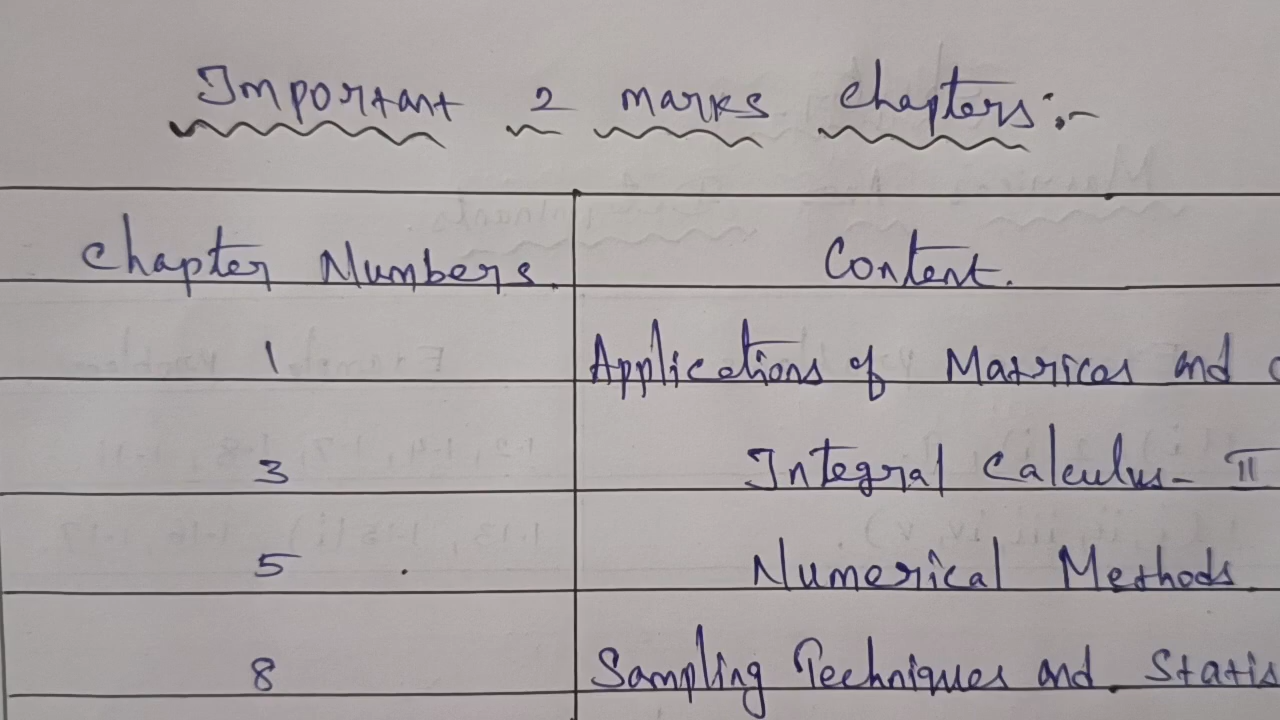 Important 2 marks chapters:-
Chapter Numbers. Content.
1 Applications of Matrices and
3 Integral Calculus- II
5 Numerical Methods
8 Sampling Techniques and Statis